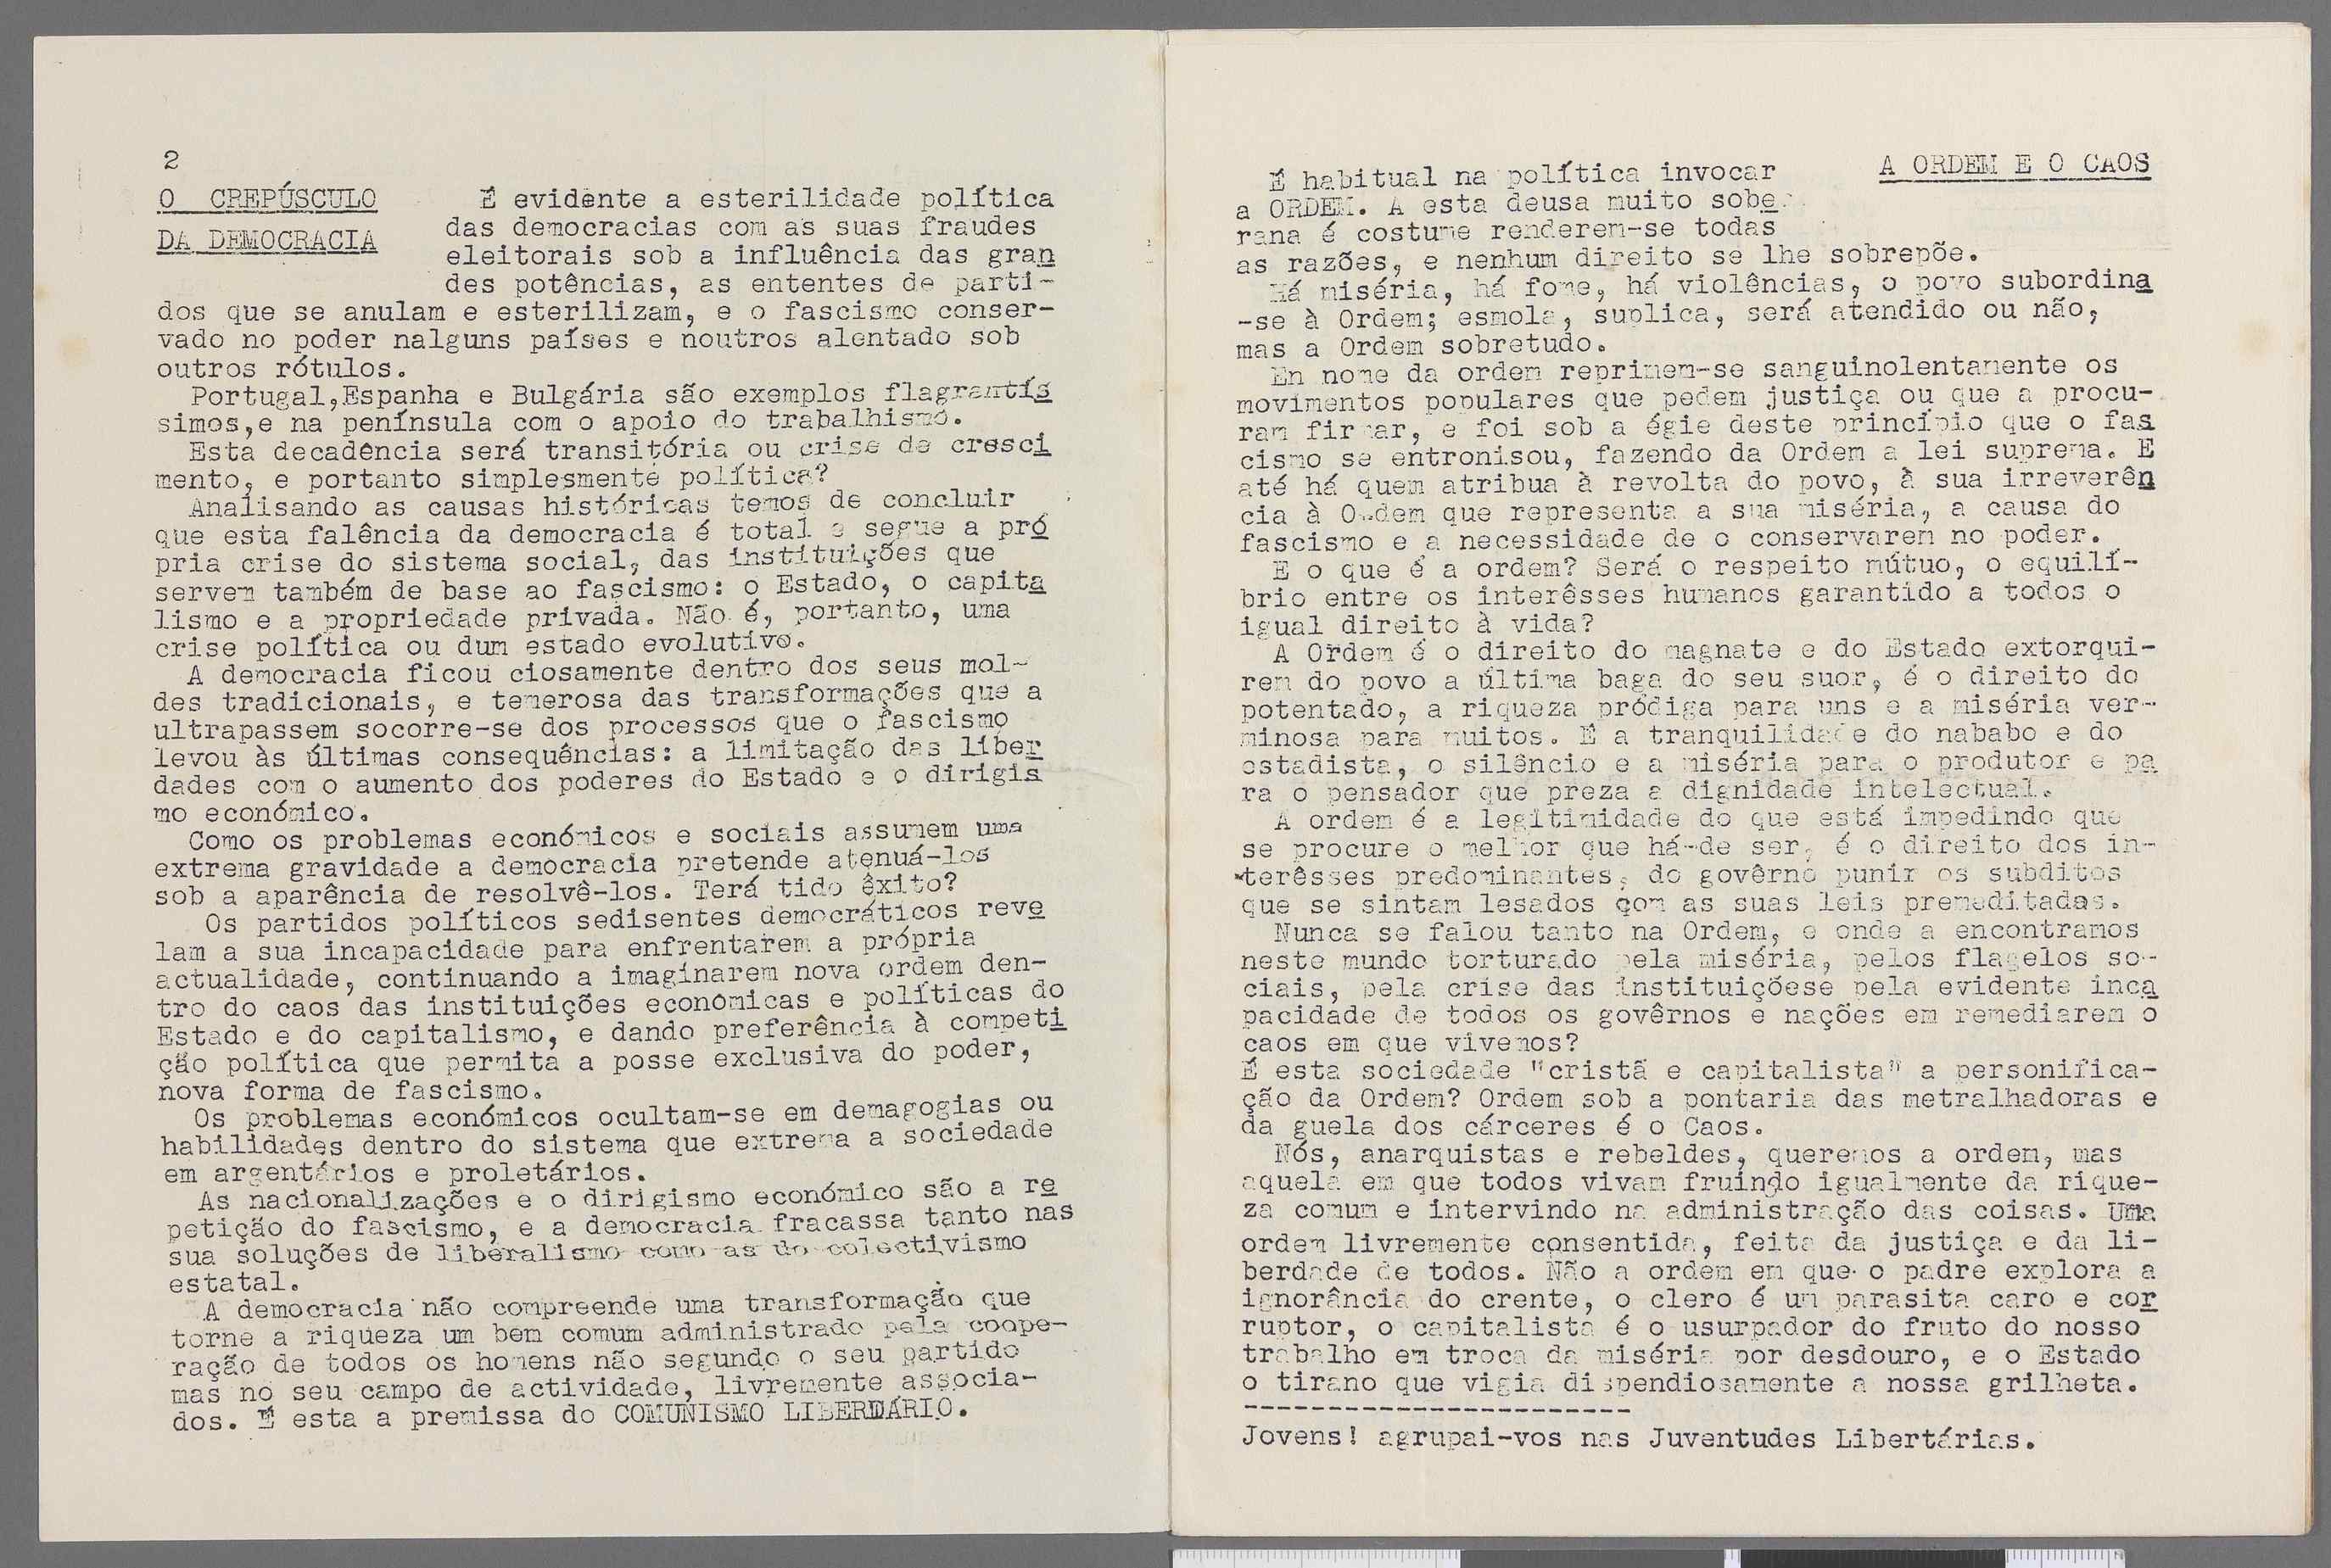 2
O CREPÚSCULO
DA DEMOCRACIA
É evidente a esterilidade política
das democracias com as suas fraudes
eleitorais sob a influência das gran
des potências, as ententes de parti-
dos que se anulam e esterilizam, e o fascismo conser-
vado no poder nalguns países e noutros alentado sob
outros rótulos.
Portugal,Espanha e Bulgária são exemplos flagrantís
simos,e na península com o apoio do trabalhismo.
Esta decadência será transitória ou crise de cresci
mento, e portanto simplesmente política?
Analisando as causas históricas temos de concluir
que esta falência da democracia é total e segue a pró
pria crise do sistema social, das instituições que
servem também de base ao fascismo: o Estado, o capita
lismo e a propriedade privada. Não é, portanto, uma
crise política ou dum estado evolutivo.
A democracia ficou ciosamente dentro dos seus mol-
des tradicionais, e temerosa das transformações que a
ultrapassem socorre-se dos processos que o fascismo
levou às últimas consequências: a limitação das liber
dades com o aumento dos poderes do Estado e o dirigis
mo económico.
Como os problemas económicos e sociais assumem uma
extrema gravidade a democracia pretende atenuá-los
sob a aparência de resolvê-los. Terá tido êxito?
Os partidos políticos sedisentes democráticos reve
lam a sua incapacidade para enfrentarem a própria
actualidade, continuando a imaginarem nova ordem den-
tro do caos das instituições económicas e políticas do
Estado e do capitalismo, e dando preferência à competi
ção política que permita a posse exclusiva do poder,
nova forma de fascismo.
Os problemas económicos ocultam-se em demagogias ou
habilidades dentro do sistema que extrema a sociedade
em argentários e proletários.
As nacionalizações e o dirigismo económico são a re
petição do fascismo, e a democracia fracassa tanto nas
sua soluções de liberalismo como as do colectivismo
estatal.
A democracia não compreende uma transformação que
torne a riqueza um bem comum administrado pela coope-
ração de todos os homens não segundo o seu partido
mas no seu campo de actividade, livremente associa-
dos. É esta a premissa do COMUNISMO LIBERDÁRIO.
A ORDEM E O CAOS
É habitual na política invocar
a ORDEM. A esta deusa muito sobe
rana é costume renderem-se todas
as razões, e nenhum direito se lhe sobrepõe.
Há miséria, há fome, há violências, o povo subordina
-se à Ordem; esmola, suplica, será atendido ou não,
mas a Ordem sobretudo.
En nome da ordem reprimem-se sanguinolentamente os
movimentos populares que pedem justiça ou que a procu-
ram firmar, e foi sob a égie deste princípio que o fas
cismo se entronisou, fazendo da Ordem a lei suprema. E
até há quem atribua à revolta do povo, à sua irreverên
cia à Ordem que representa a sua miséria, a causa do
fascismo e a necessidade de o conservarem no poder.
E o que é a ordem? Será o respeito mútuo, o equilí-
brio entre os interêsses humanos garantido a todos o
igual direito à vida?
A Ordem é o direito do magnate e do Estado extorqui-
rem do povo a última baga do seu suor, é o direito do
potentado, a riqueza pródiga para uns e a miséria ver-
minosa para muitos. É a tranquilidade do nababo e do
estadista, o silêncio e a miséria para o produtor e pa
ra o pensador que preza a dignidade intelectual.
A ordem é a legitimidade do que está impedindo que
se procure o melhor que há-de ser, é o direito dos in-
terêsses predominantes, do govêrno punir os subditos
que se sintam lesados com as suas leis premeditadas.
Nunca se falou tanto na Ordem, e onde a encontramos
neste mundo torturado pela miséria, pelos flagelos so-
ciais, pela crise das instituiçõese pela evidente inca
pacidade de todos os govêrnos e nações em remediarem o
caos em que vivemos?
É esta sociedade "cristã e capitalista" a personifica-
ção da Ordem? Ordem sob a pontaria das metralhadoras e
da guela dos cárceres é o Caos.
Nós, anarquistas e rebeldes, queremos a ordem, mas
aquela em que todos vivam fruindo igualmente da rique-
za comum e intervindo na administração das coisas. Uma
ordem livremente consentida, feita da justiça e da li-
berdade de todos. Não a ordem em que o padre explora a
ignorância do crente, o clero é um parasita caro e cor
ruptor, o capitalista é o usurpador do fruto do nosso
trabalho em troca da miséria por desdouro, e o Estado
o tirano que vigia dispendiosamente a nossa grilheta.
-----------------------
Jovens! agrupai-vos nas Juventudes Libertárias.